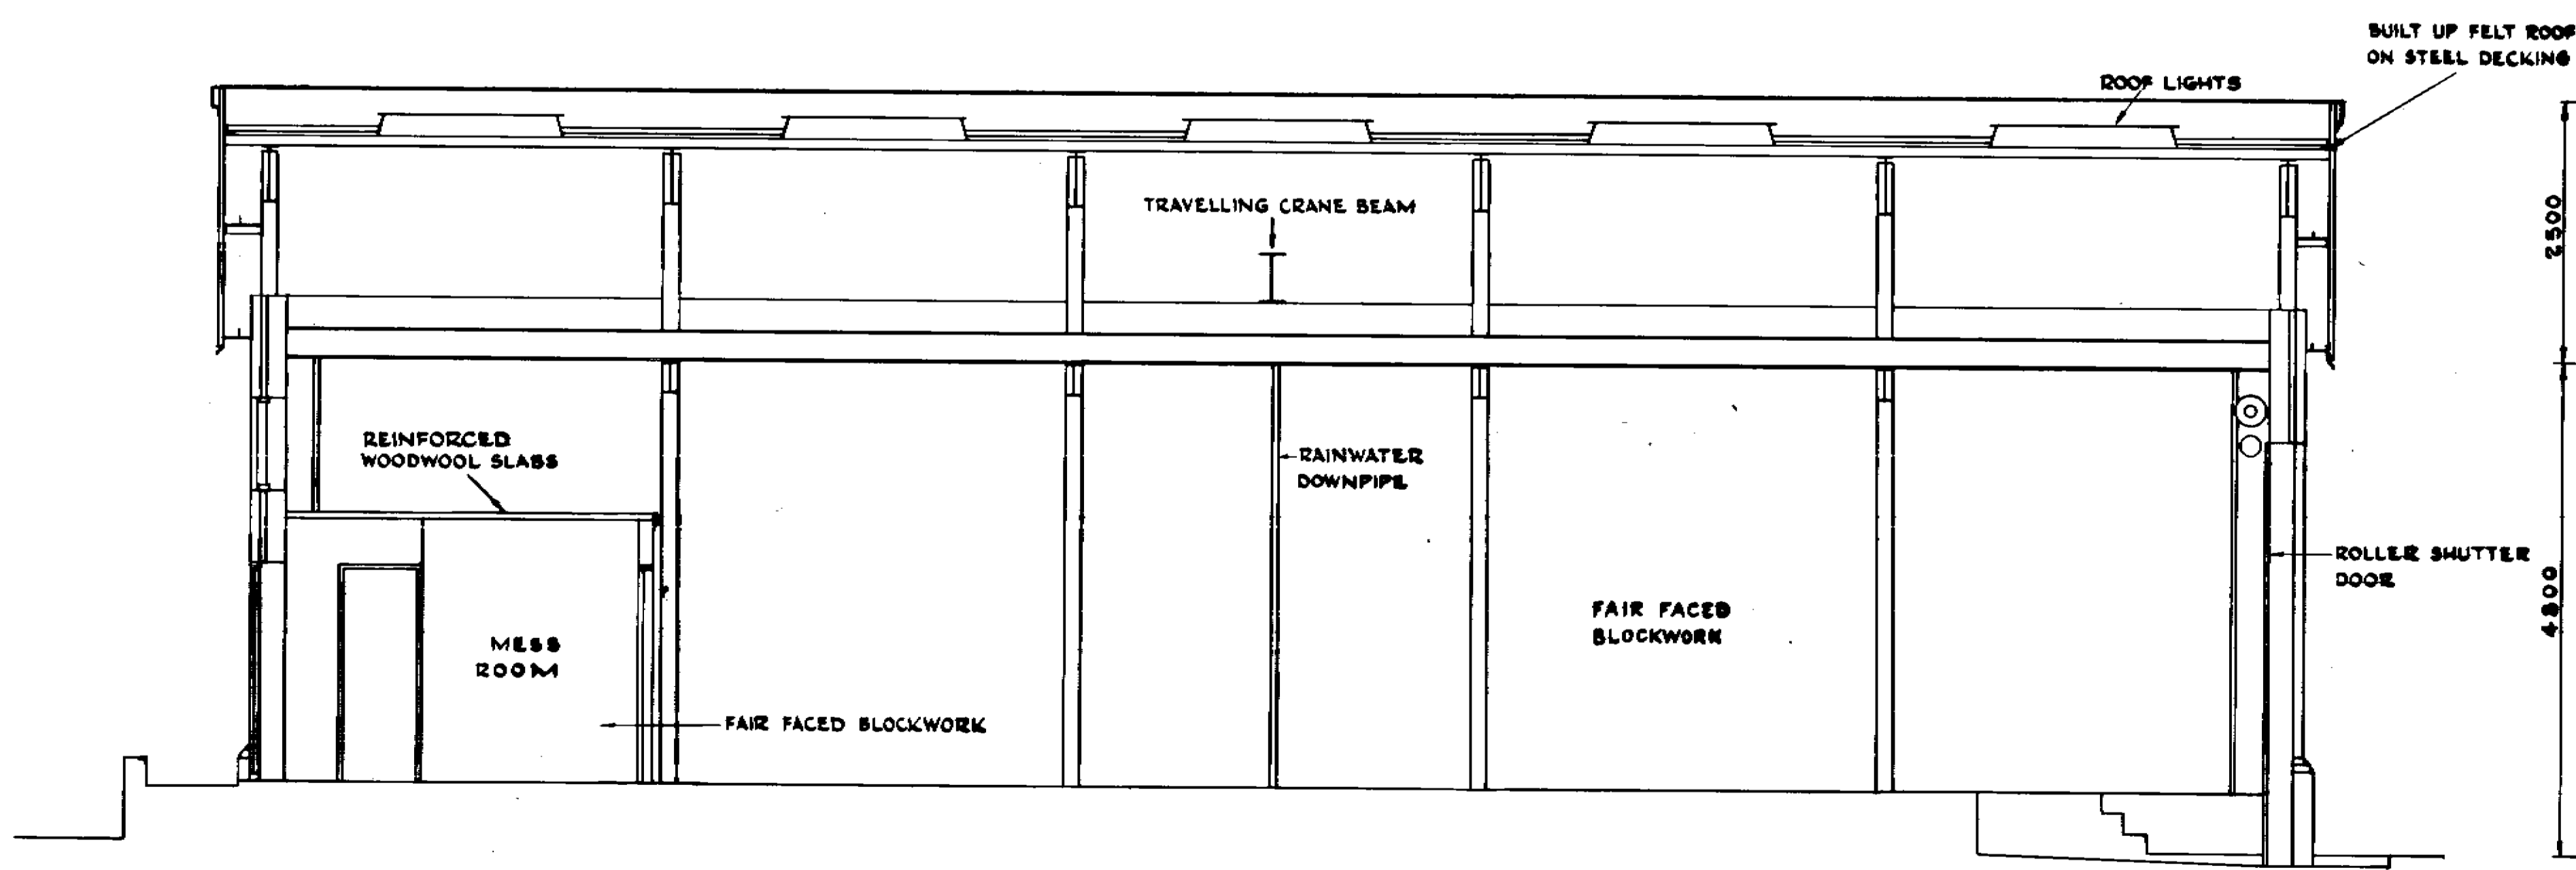 BUILT UP FELT ROOF
ON STEEL DECKING
ROOF LIGHTS
TRAVELLING CRANE BEAM
2500
REINFORCED
WOODWOOL SLABS
RAINWATER
DOWNPIPE
ROLLER SHUTTER
DOOR
4800
FAIR FACED
BLOCKWORK
MESS
ROOM
FAIR FACED BLOCKWORK